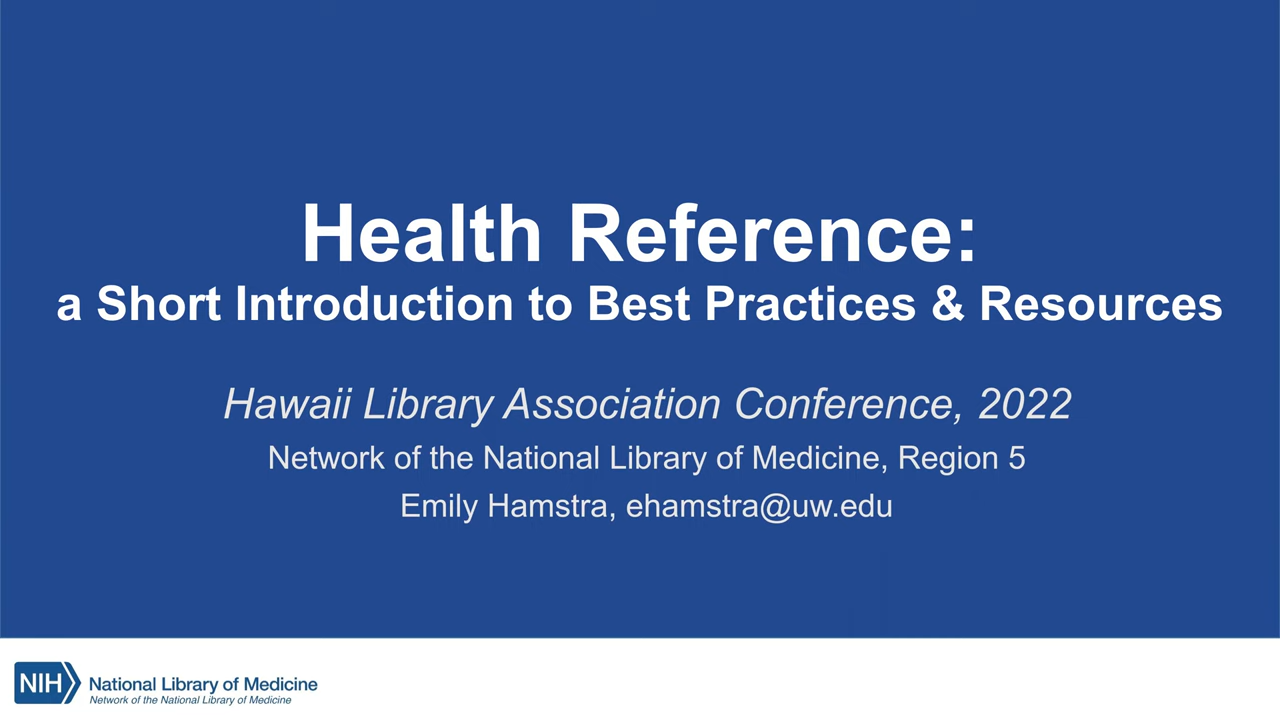 Health Reference:
a Short Introduction to Best Practices & Resources
Hawaii Library Association Conference, 2022
Network of the National Library of Medicine, Region 5
Emily Hamstra, ehamstra@uw.edu
NIH
National Library of Medicine
Network of the National Library of Medicine